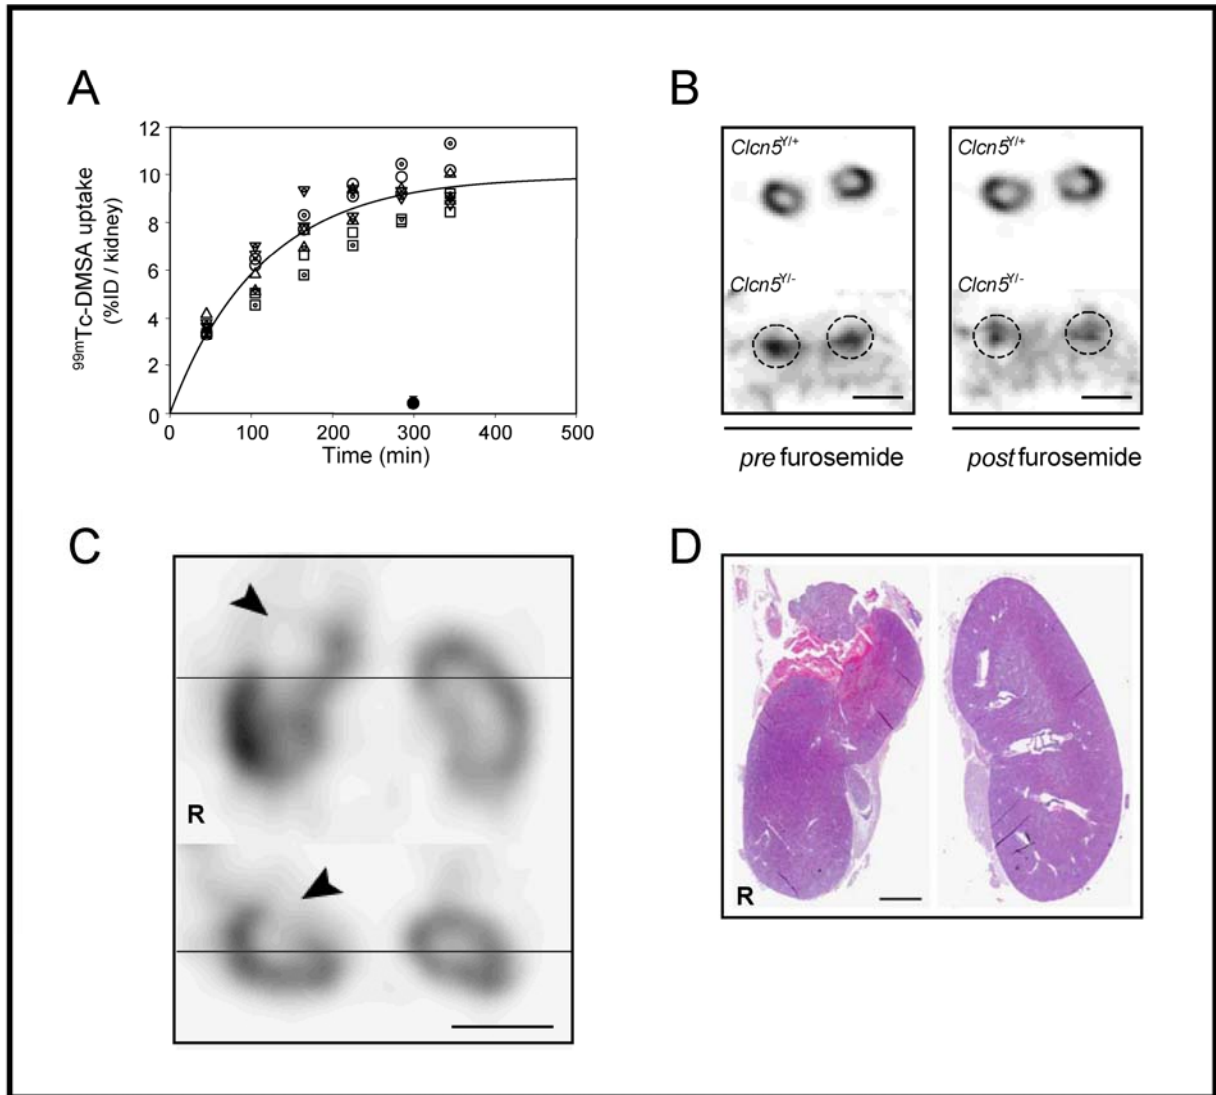 A
12
10
8
6
4
2
0
99mTc-DMSA uptake
(%ID / kidney)
0 100 200 300 400 500
Time (min)
B
Clcn5Y/+
Clcn5Y/+
Clcn5Y/-
Clcn5Y/-
pre furosemide
post furosemide
C
R
D
R